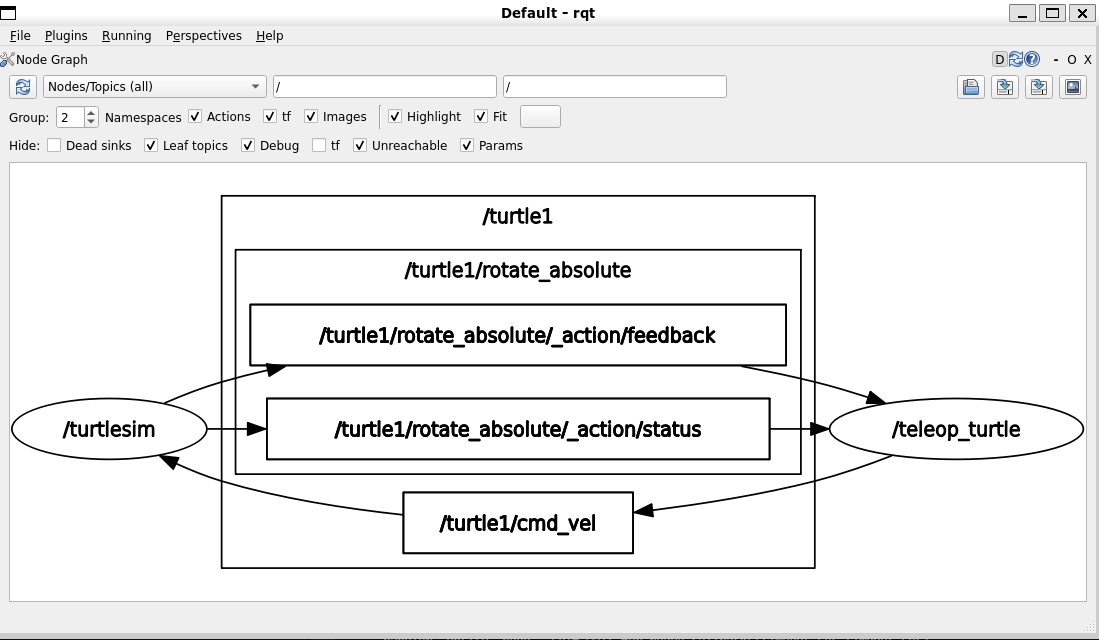 Default - rqt
File Plugins Running Perspectives Help
Node Graph D - O X
Nodes/Topics (all) / /
Group: 2 Namespaces Actions tf Images Highlight Fit
Hide: Dead sinks Leaf topics Debug tf Unreachable Params
/turtle1
/turtle1/rotate_absolute
/turtle1/rotate_absolute/_action/feedback
/turtlesim /turtle1/rotate_absolute/_action/status /teleop_turtle
/turtle1/cmd_vel